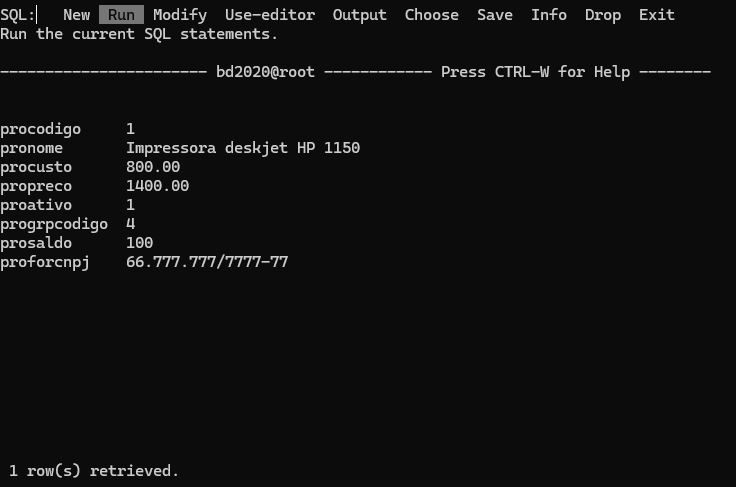 SQL: New Run Modify Use-editor Output Choose Save Info Drop Exit
Run the current SQL statements.
----------------------- bd2020@root ------------ Press CTRL-W for Help --------
procodigo 1
pronome Impressora deskjet HP 1150
procusto 800.00
propreco 1400.00
proativo 1
progrpcodigo 4
prosaldo 100
proforcnpj 66.777.777/7777-77
1 row(s) retrieved.